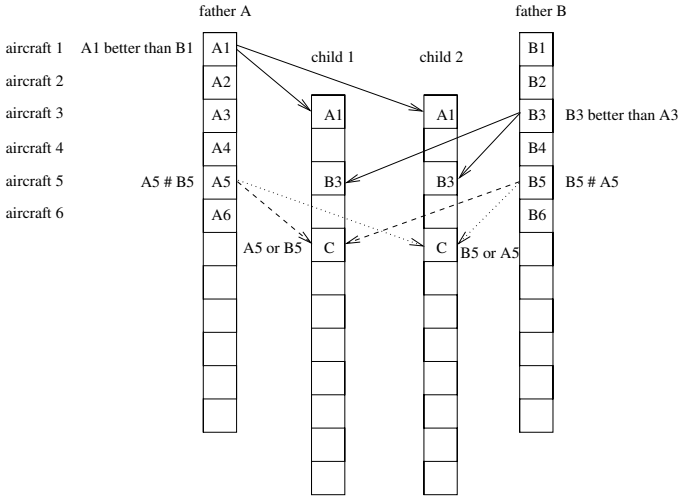 father A father B
aircraft 1 A1 better than B1 A1 B1
child 1 child 2
aircraft 2 A2 B2
aircraft 3 A3 A1 A1 B3 B3 better than A3
aircraft 4 A4 B4
aircraft 5 A5 # B5 A5 B3 B3 B5 B5 # A5
aircraft 6 A6 B6
A5 or B5 C C B5 or A5